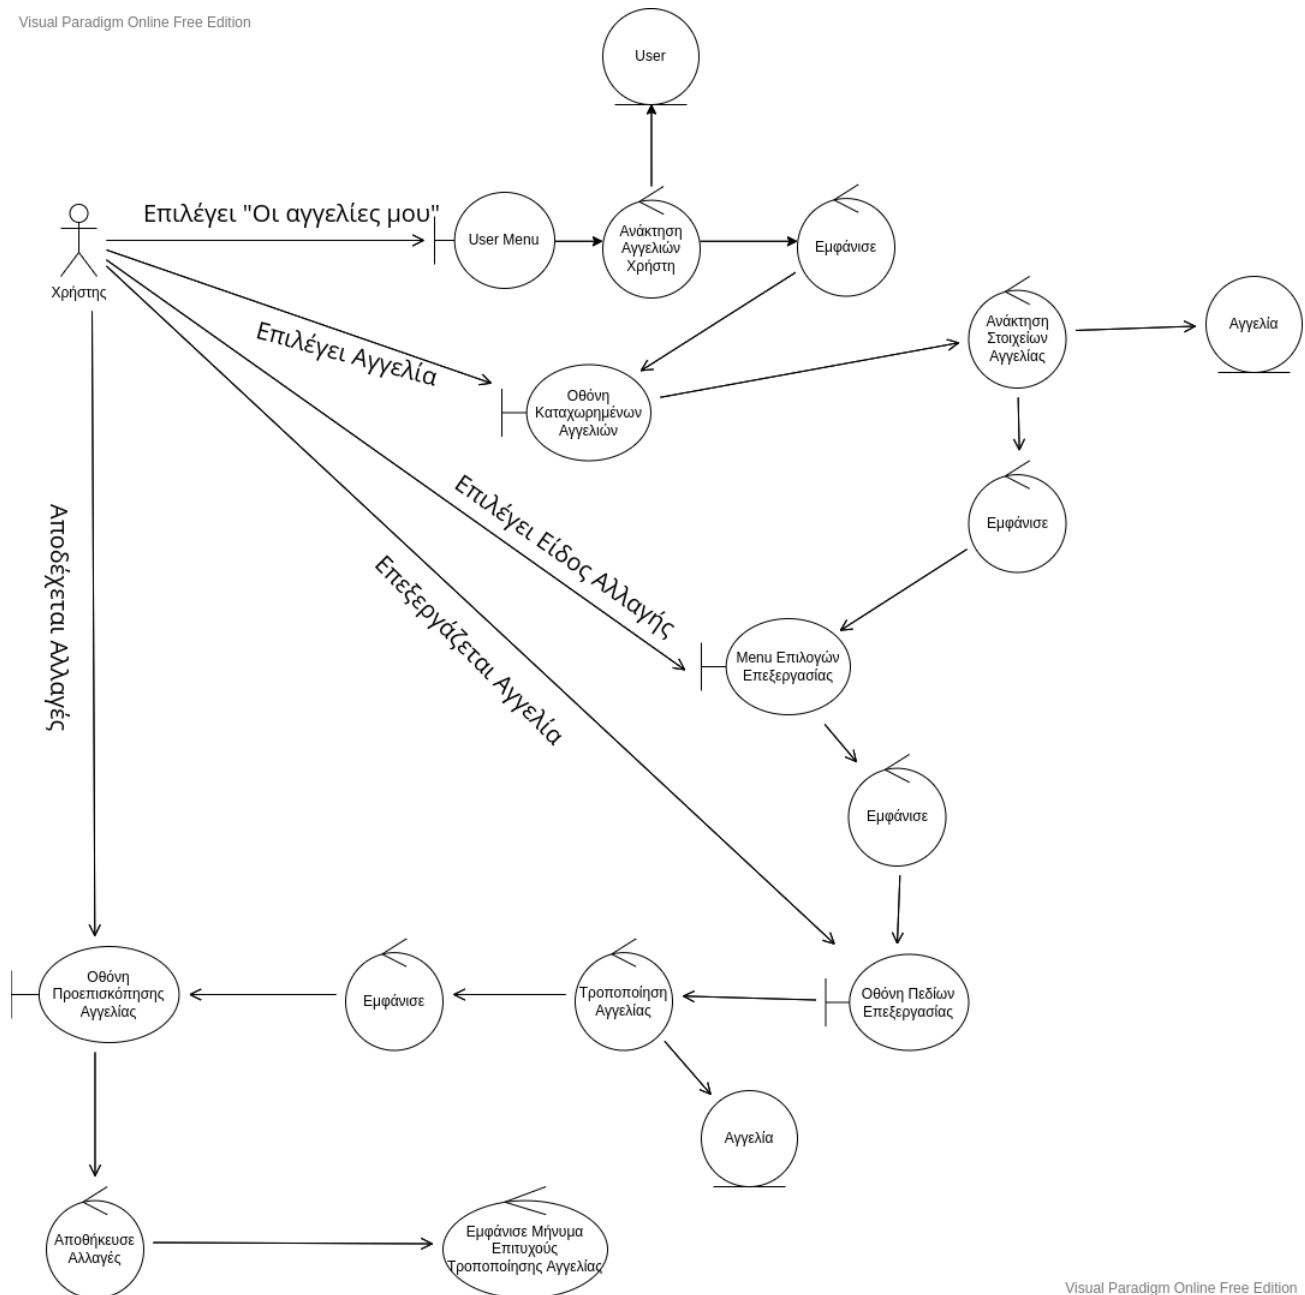 Visual Paradigm Online Free Edition
User
Επιλέγει "Οι αγγελίες μου"
Χρήστης
User Menu
Ανάκτηση
Αγγελιών
Χρήστη
Εμφάνισε
Επιλέγει Αγγελία
Οθόνη
Καταχωρημένων
Αγγελιών
Ανάκτηση
Στοιχείων
Αγγελίας
Αγγελία
Εμφάνισε
Επιλέγει Είδος Αλλαγής
Επεξεργάζεται Αγγελία
Αποδέχεται Αλλαγές
Menu Επιλογών
Επεξεργασίας
Εμφάνισε
Οθόνη
Προεπισκόπησης
Αγγελίας
Εμφάνισε
Τροποποίηση
Αγγελίας
Οθόνη Πεδίων
Επεξεργασίας
Αγγελία
Αποθήκευσε
Αλλαγές
Εμφάνισε Μήνυμα
Επιτυχούς
Τροποποίησης Αγγελίας
Visual Paradigm Online Free Edition